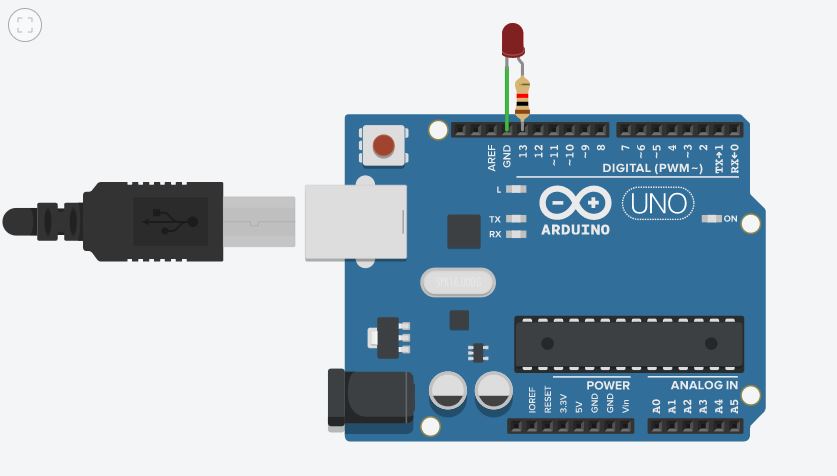 AREF
GND
13
12
~11
~10
~9
8
7
~6
~5
4
~3
2
TX→1
RX←0
DIGITAL (PWM~)
L
TX
RX
ARDUINO
UNO
ON
POWER
ANALOG IN
IOREF
RESET
3.3V
5V
GND
GND
Vin
A0
A1
A2
A3
A4
A5